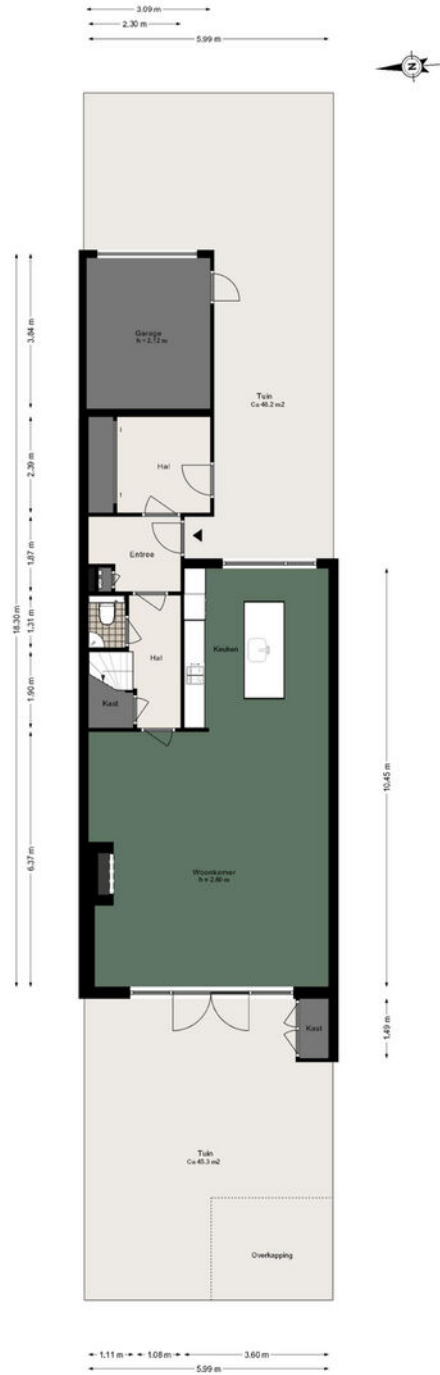 3.09 m
2.30 m
5.99 m
N
Garage
h = 2,12 m
Tuin
Ca 48.2 m2
Hal
Entree
Keuken
Hal
Kast
Woonkamer
h = 2,60 m
Kast
Tuin
Ca 45.3 m2
Overkapping
3.84 m
2.39 m
1.87 m
1.31 m
1.90 m
6.37 m
18.30 m
10.45 m
1.49 m
1.11 m
1.08 m
3.60 m
5.99 m